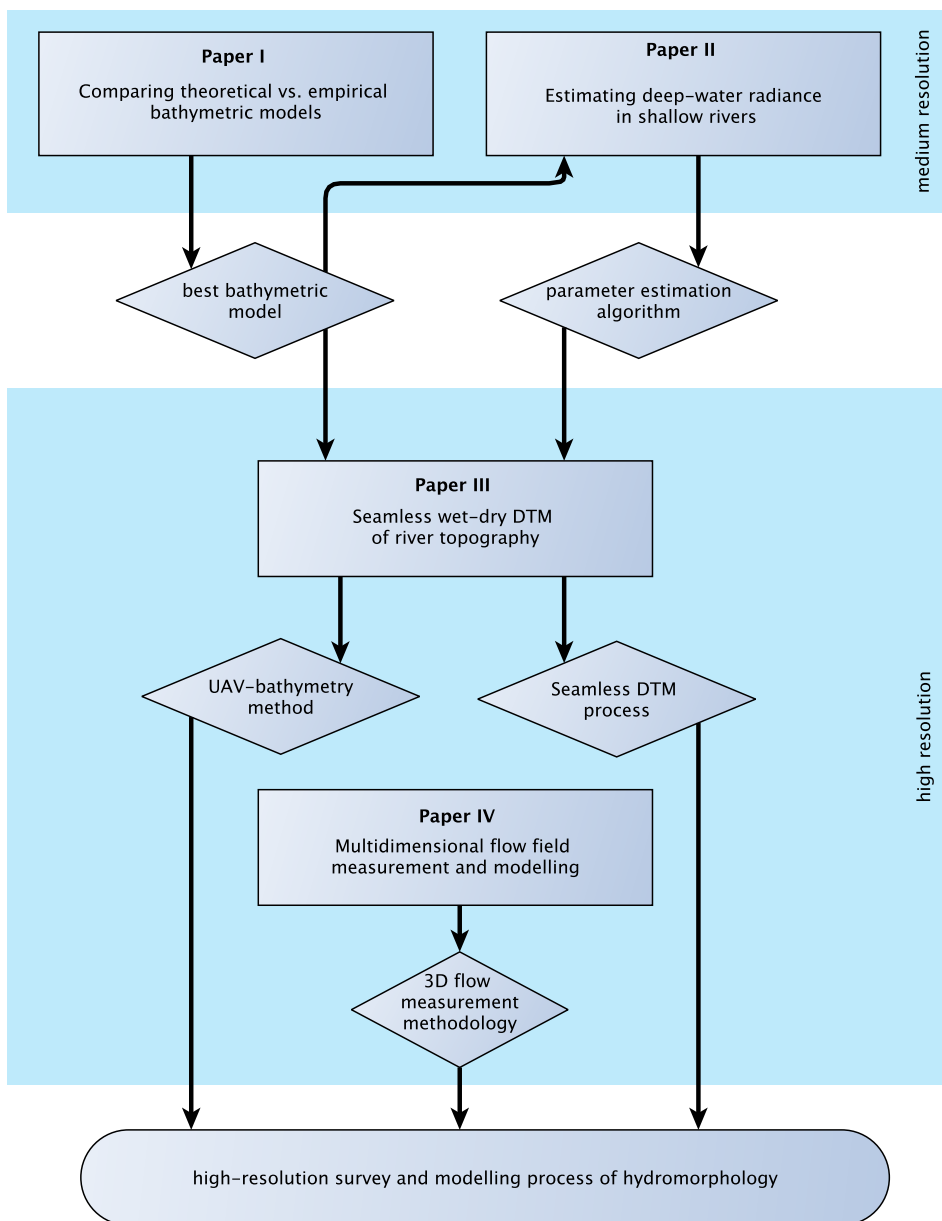 Paper I
Comparing theoretical vs. empirical
bathymetric models
Paper II
Estimating deep-water radiance
in shallow rivers
medium resolution
best bathymetric
model
parameter estimation
algorithm
Paper III
Seamless wet-dry DTM
of river topography
UAV-bathymetry
method
Seamless DTM
process
high resolution
Paper IV
Multidimensional flow field
measurement and modelling
3D flow
measurement
methodology
high-resolution survey and modelling process of hydromorphology